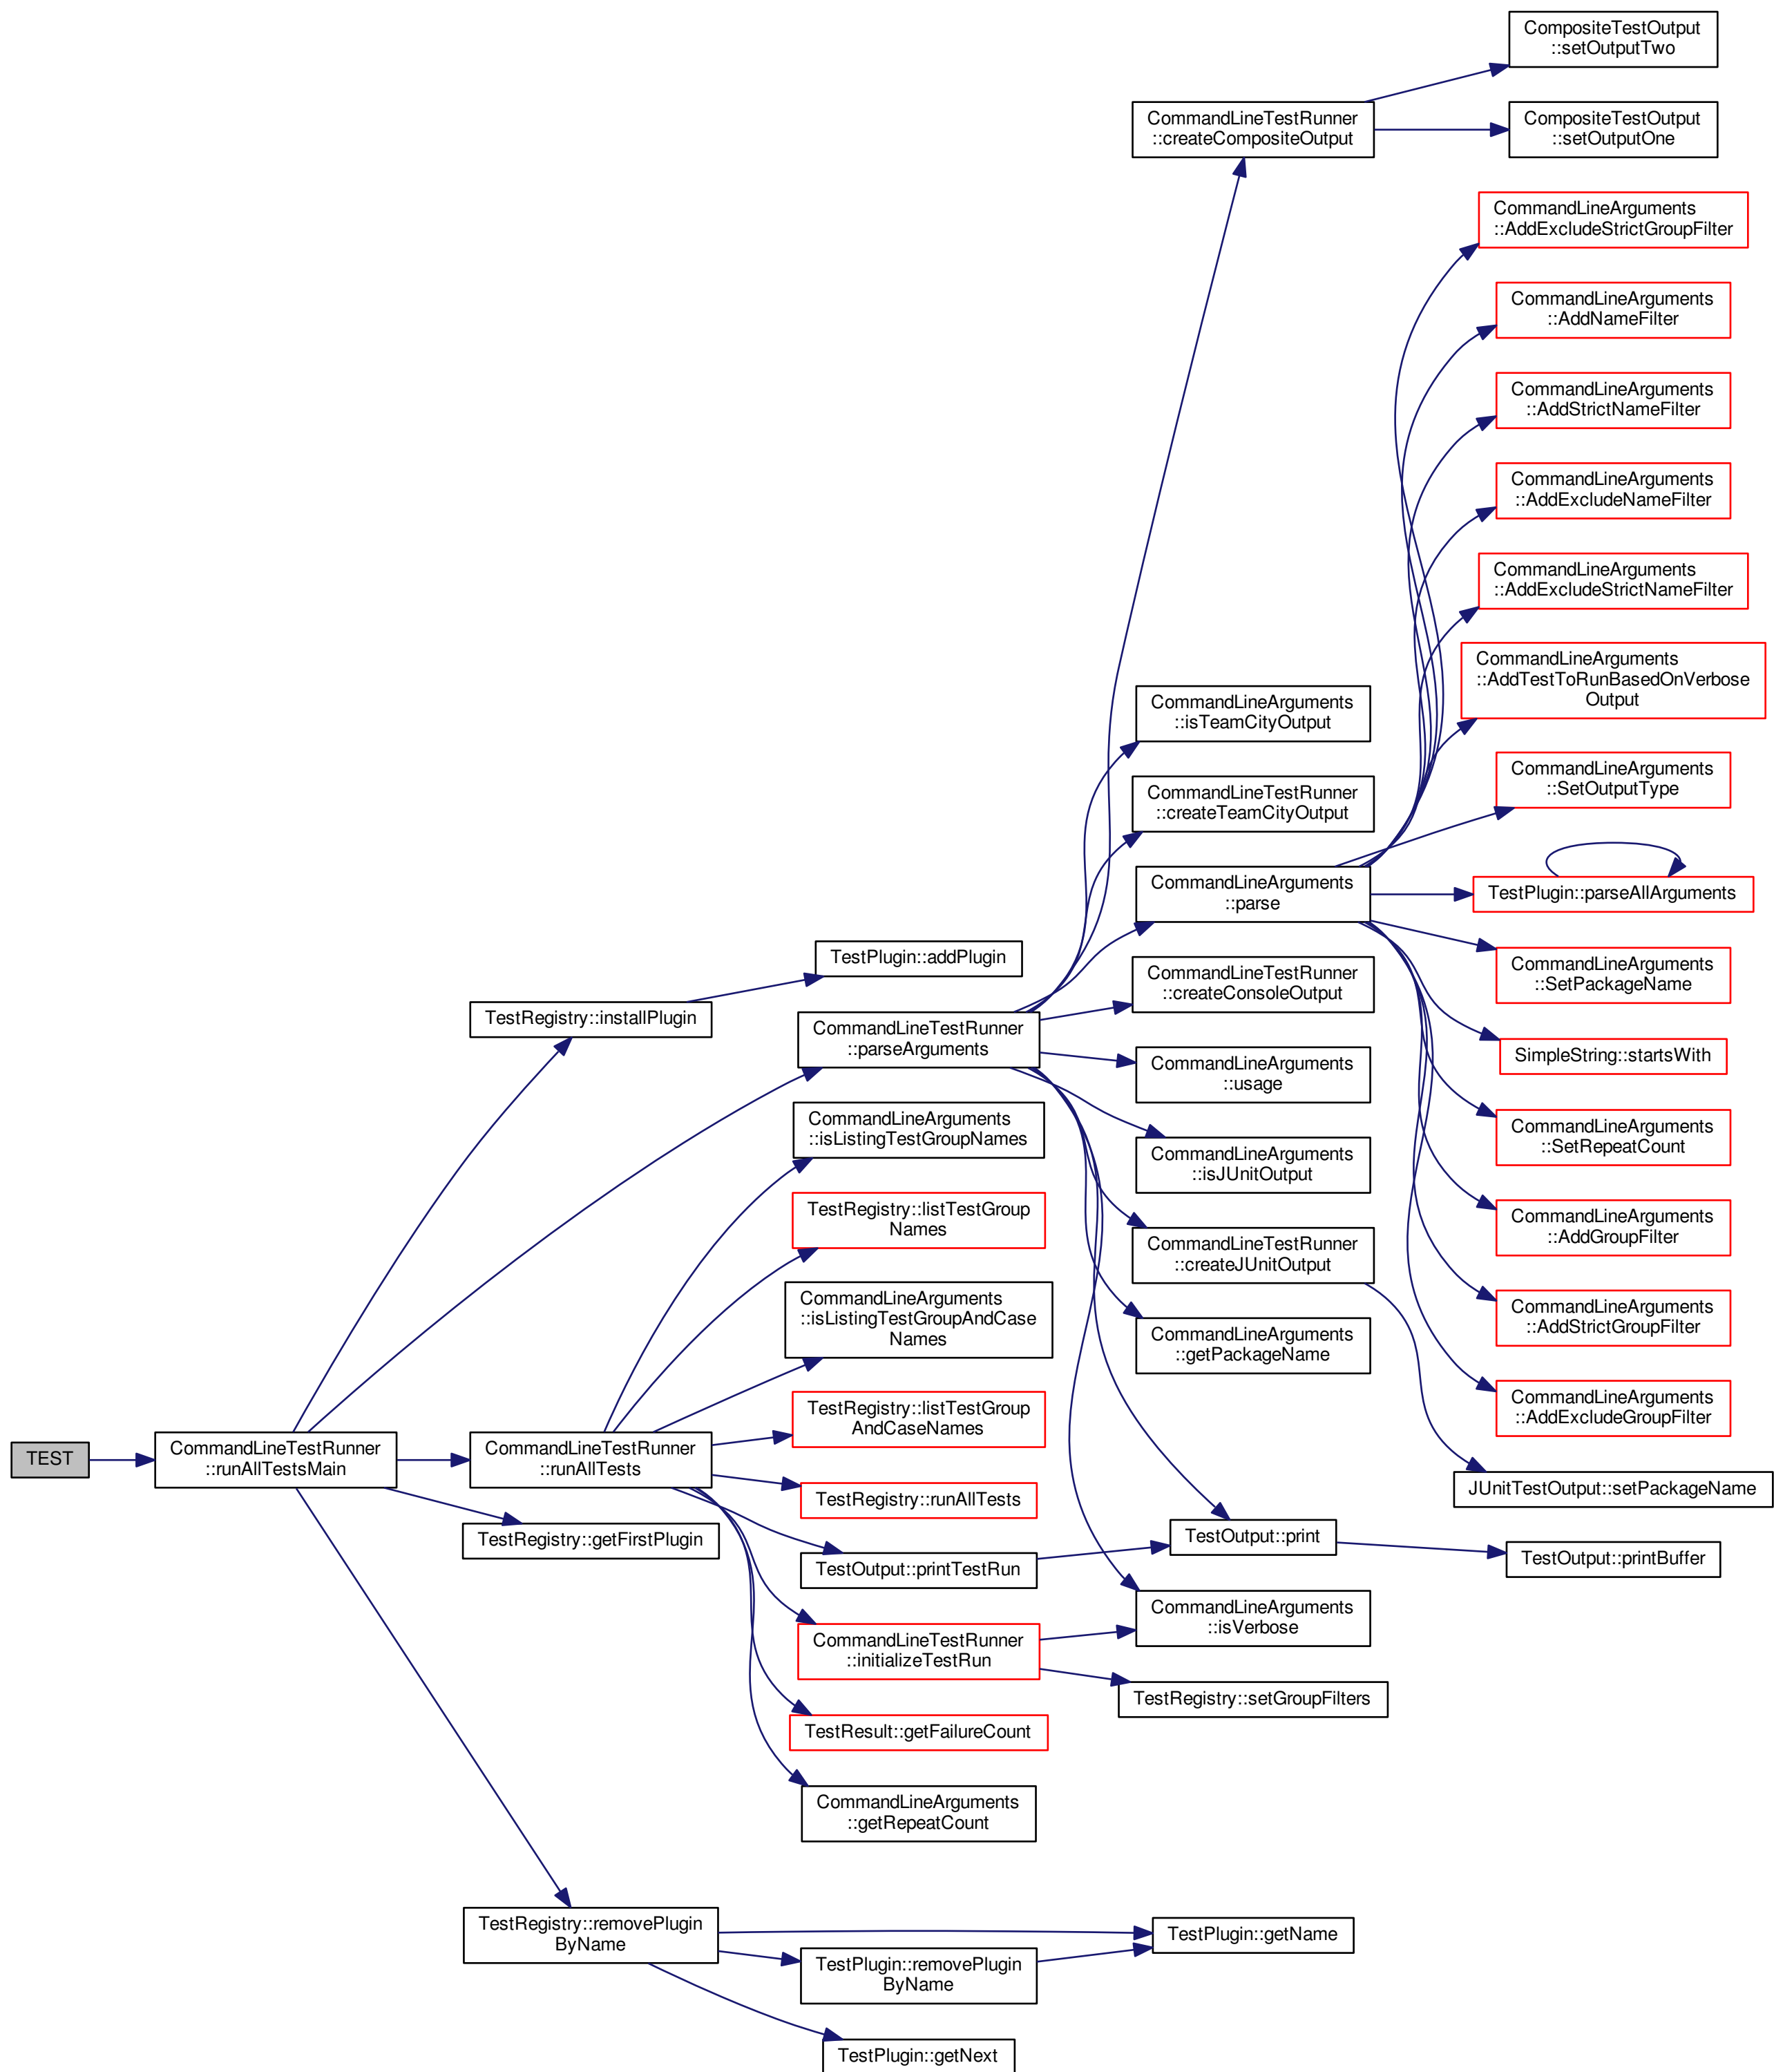 CompositeTestOutput
::setOutputTwo
CommandLineTestRunner
::createCompositeOutput
CompositeTestOutput
::setOutputOne
CommandLineArguments
::AddExcludeStrictGroupFilter
CommandLineArguments
::AddNameFilter
CommandLineArguments
::AddStrictNameFilter
CommandLineArguments
::AddExcludeNameFilter
CommandLineArguments
::AddExcludeStrictNameFilter
CommandLineArguments
::AddTestToRunBasedOnVerbose
Output
CommandLineArguments
::isTeamCityOutput
CommandLineArguments
::SetOutputType
CommandLineTestRunner
::createTeamCityOutput
CommandLineArguments
::parse
TestPlugin::parseAllArguments
TestPlugin::addPlugin
CommandLineArguments
::SetPackageName
CommandLineTestRunner
::createConsoleOutput
TestRegistry::installPlugin
CommandLineTestRunner
::parseArguments
SimpleString::startsWith
CommandLineArguments
::usage
CommandLineArguments
::isListingTestGroupNames
CommandLineArguments
::SetRepeatCount
CommandLineArguments
::isJUnitOutput
TestRegistry::listTestGroup
Names
CommandLineArguments
::AddGroupFilter
CommandLineTestRunner
::createJUnitOutput
CommandLineArguments
::isListingTestGroupAndCase
Names
CommandLineArguments
::AddStrictGroupFilter
CommandLineArguments
::getPackageName
TestRegistry::listTestGroup
AndCaseNames
CommandLineArguments
::AddExcludeGroupFilter
TEST
CommandLineTestRunner
::runAllTestsMain
CommandLineTestRunner
::runAllTests
TestRegistry::runAllTests
JUnitTestOutput::setPackageName
TestRegistry::getFirstPlugin
TestOutput::printTestRun
TestOutput::print
TestOutput::printBuffer
CommandLineArguments
::isVerbose
CommandLineTestRunner
::initializeTestRun
TestRegistry::setGroupFilters
TestResult::getFailureCount
CommandLineArguments
::getRepeatCount
TestRegistry::removePlugin
ByName
TestPlugin::getName
TestPlugin::removePlugin
ByName
TestPlugin::getNext